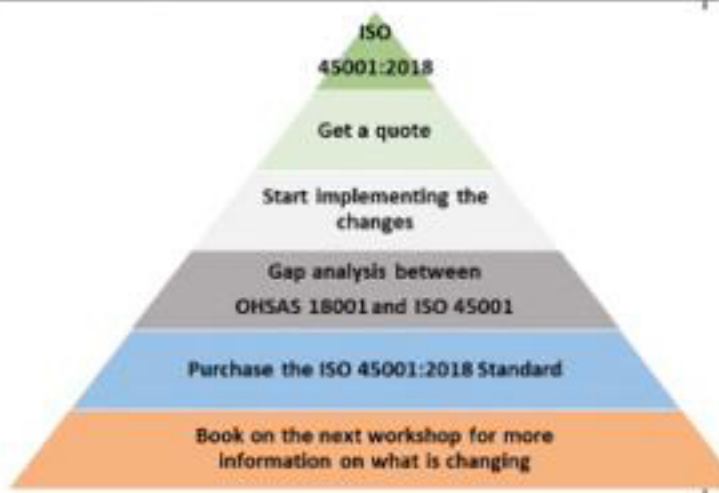 ISO
45001:2018
Get a quote
Start implementing the
changes
Gap analysis between
OHSAS 18001 and ISO 45001
Purchase the ISO 45001:2018 Standard
Book on the next workshop for more
information on what is changing